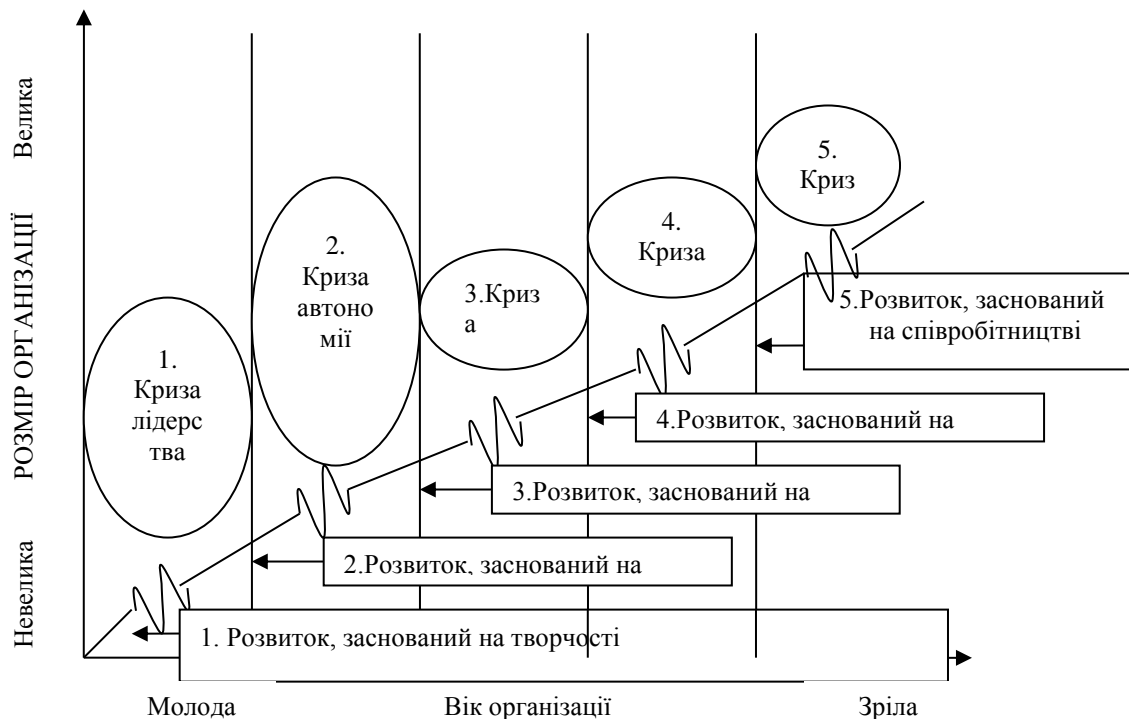 Велика
РОЗМІР ОРГАНІЗАЦІЇ
Невелика
1.
Криза
лідерс
тва
2.
Криза
автоно
мії
3.Криз
а
4.
Криза
5.
Криз
5.Розвиток, заснований
на співробітництві
4.Розвиток, заснований на
3.Розвиток, заснований на
2.Розвиток, заснований на
1. Розвиток, заснований на творчості
Молода
Вік організації
Зріла